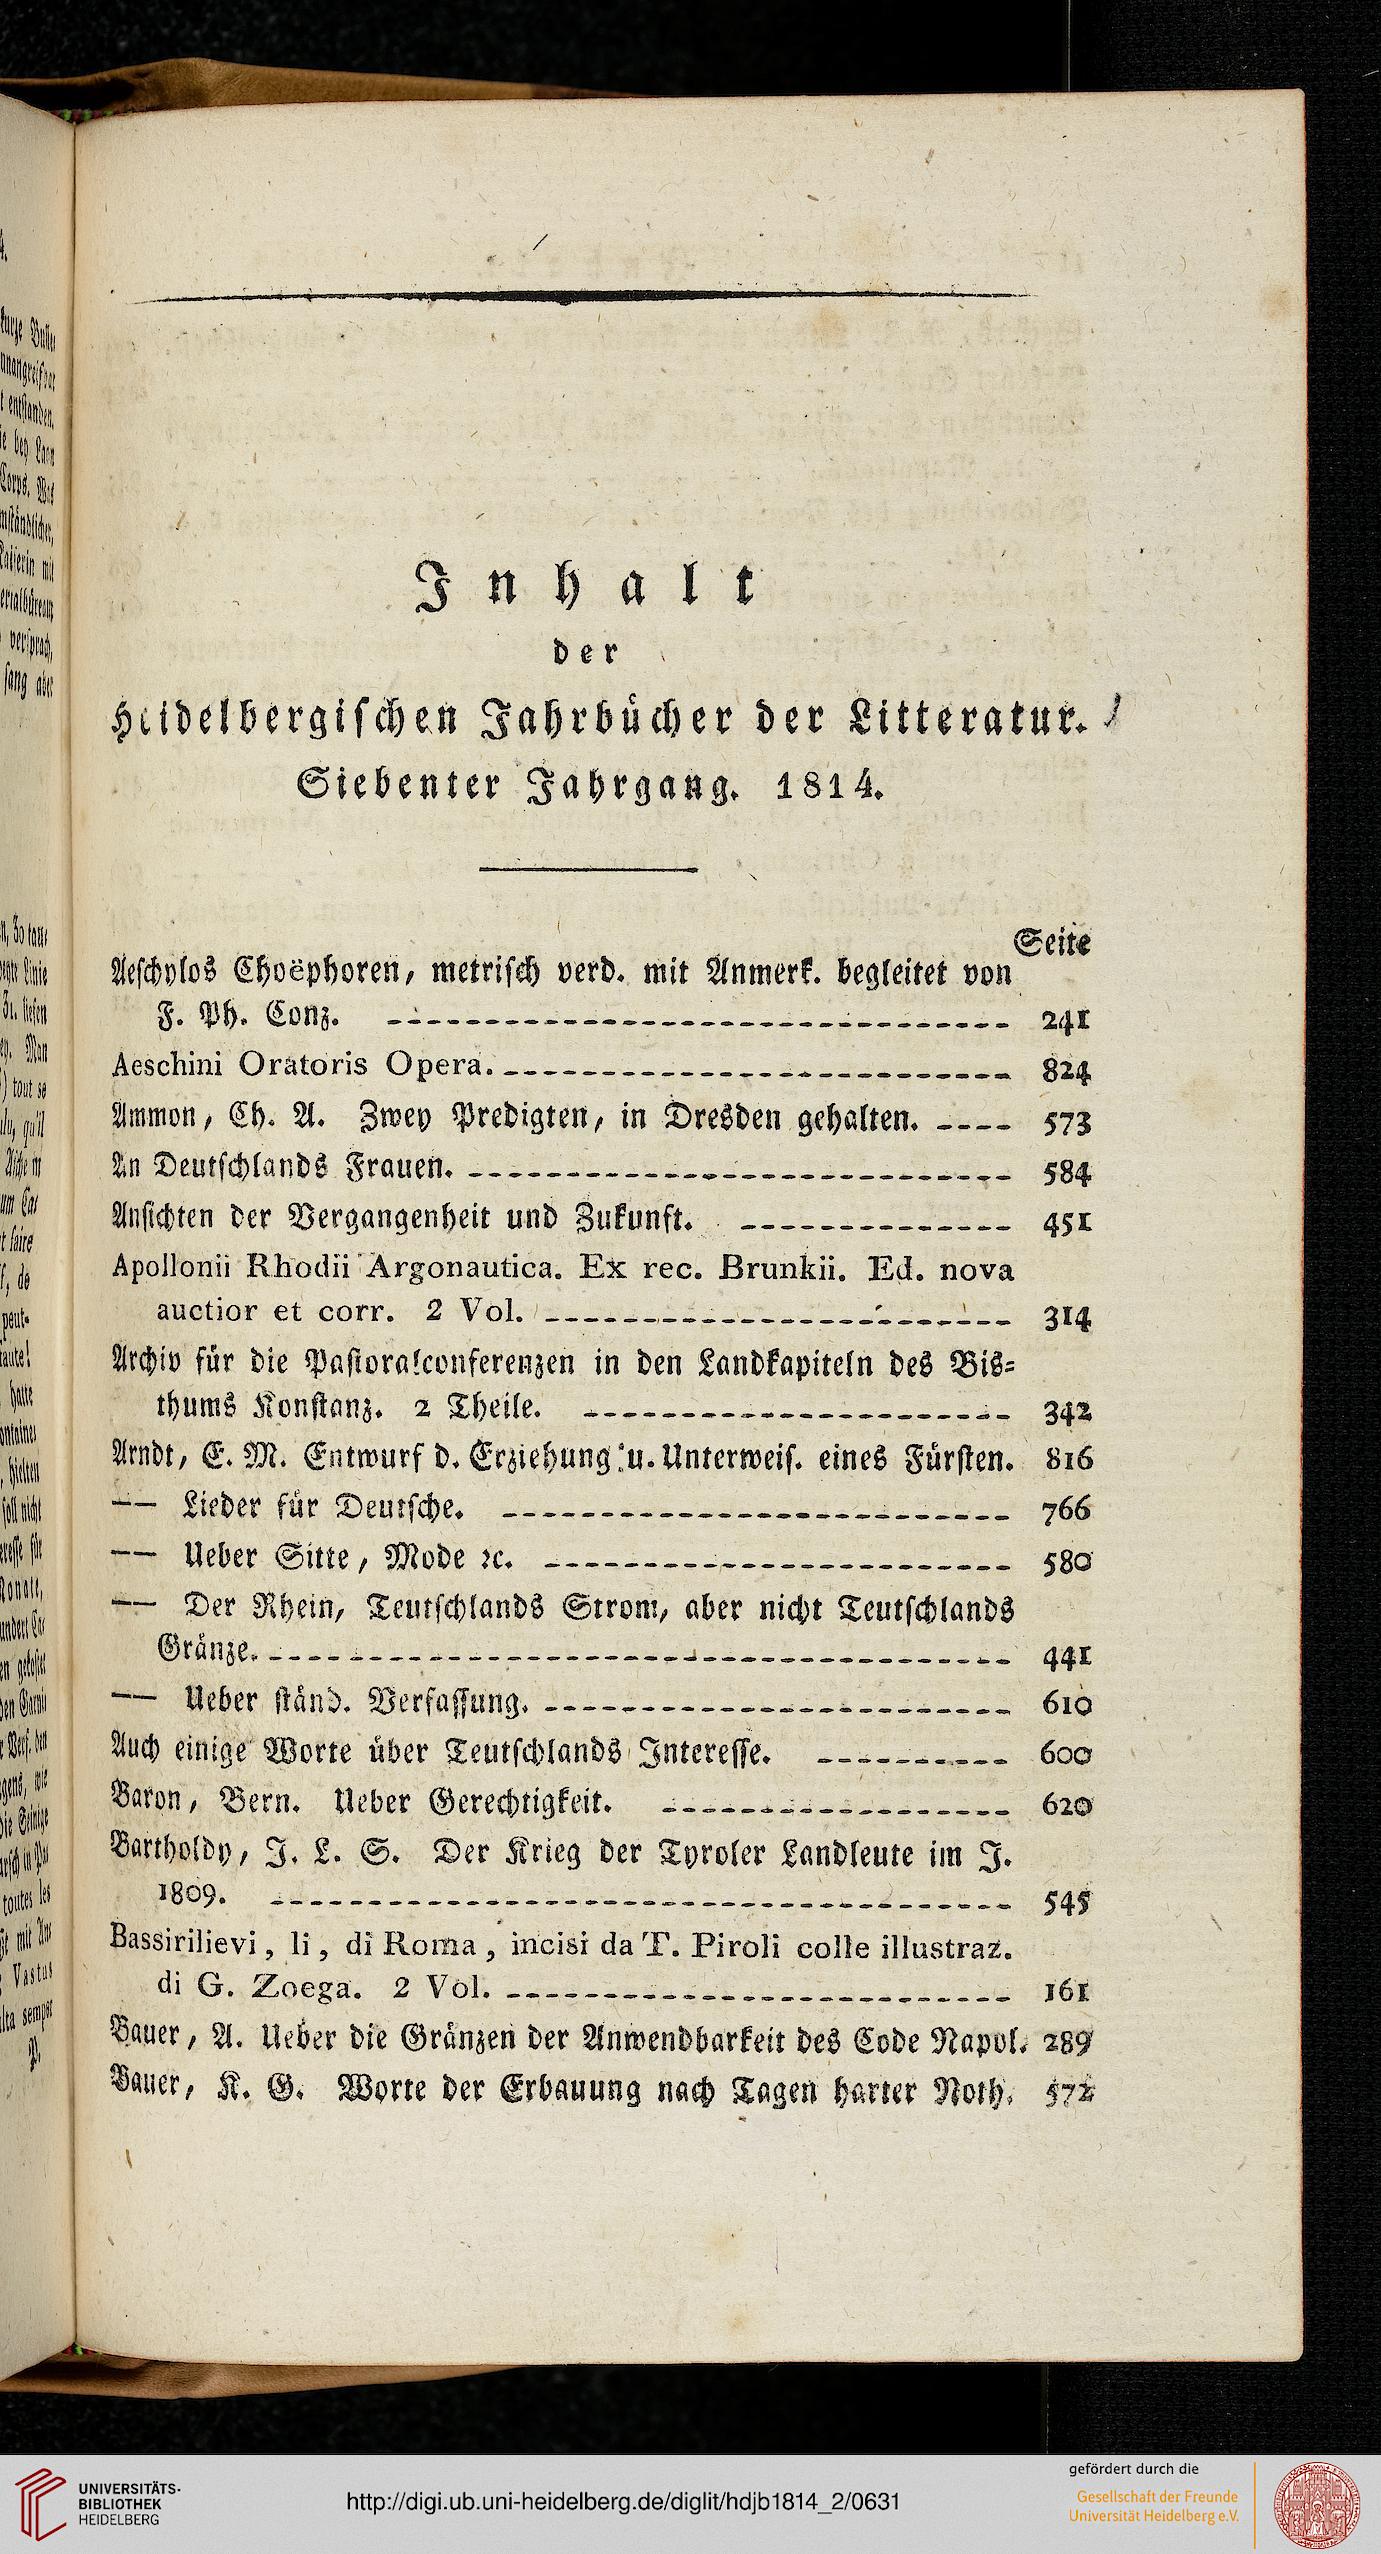 Inhalt
der
Heidelbergischen Jahrbücher der Litteratur.
Siebenter Jahrgang. 1814.
Seite
Aeschylos Choëphoren, metrisch verd. mit Anmerk. begleitet von
F. Ph. Conz. 241
Aeschini Oratoris Opera. 824
Ammon, Ch. A. Zwey Predigten, in Dresden gehalten. 573
An Deutschlands Frauen. 584
Ansichten der Vergangenheit und Zukunft. 451
Apollonii Rhodii Argonautica. Ex rec. Brunkii. Ed. nova
auctior et corr. 2 Vol. 314
Archiv für die Pastoralconferenzen in den Landkapiteln des Bis-
thums Konstanz. 2 Theile. 342
Arndt, E. M. Entwurf d. Erziehung u. Unterweis. eines Fürsten. 816
—— Lieder für Deutsche. 766
—— Ueber Sitte, Mode ꝛc. 580
—— Der Rhein, Teutschlands Strom, aber nicht Teutschlands
Gränze. 441
—— Ueber ständ. Verfassung. 610
Auch einige Worte über Teutschlands Interesse. 600
Baron, Bern. Ueber Gerechtigkeit. 620
Bartholdy, J. L. S. Der Krieg der Tyroler Landleute im J.
1809. 545
Bassirilievi, li, di Roma, incisi da T. Piroli colle illustraz.
di G. Zoega. 2 Vol. 161
Bauer, A. Ueber die Gränzen der Anwendbarkeit des Code Napol. 289
Bauer, K. G. Worte der Erbauung nach Tagen harter Noth. 572
UNIVERSITÄTS-
BIBLIOTHEK
HEIDELBERG
http://digi.ub.uni-heidelberg.de/diglit/hdjb1814_2/0631
gefördert durch die
Gesellschaft der Freunde
Universität Heidelberg e.V.